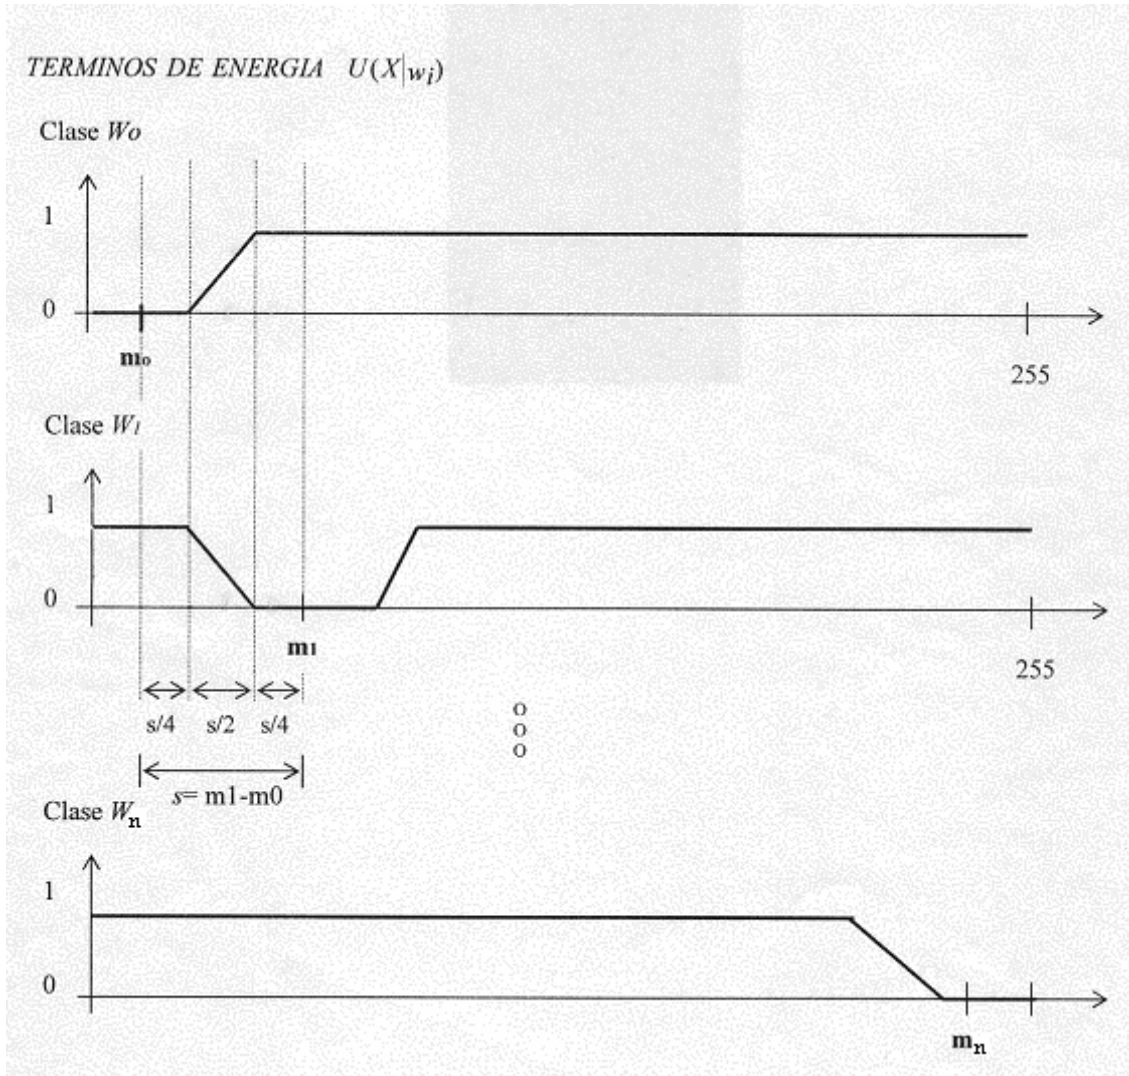 TERMINOS DE ENERGIA U(X|wi)
Clase Wo
1
0
mo
255
Clase W1
1
0
m1
255
s/4 s/2 s/4
o
o
o
s= m1-m0
Clase Wn
1
0
mn